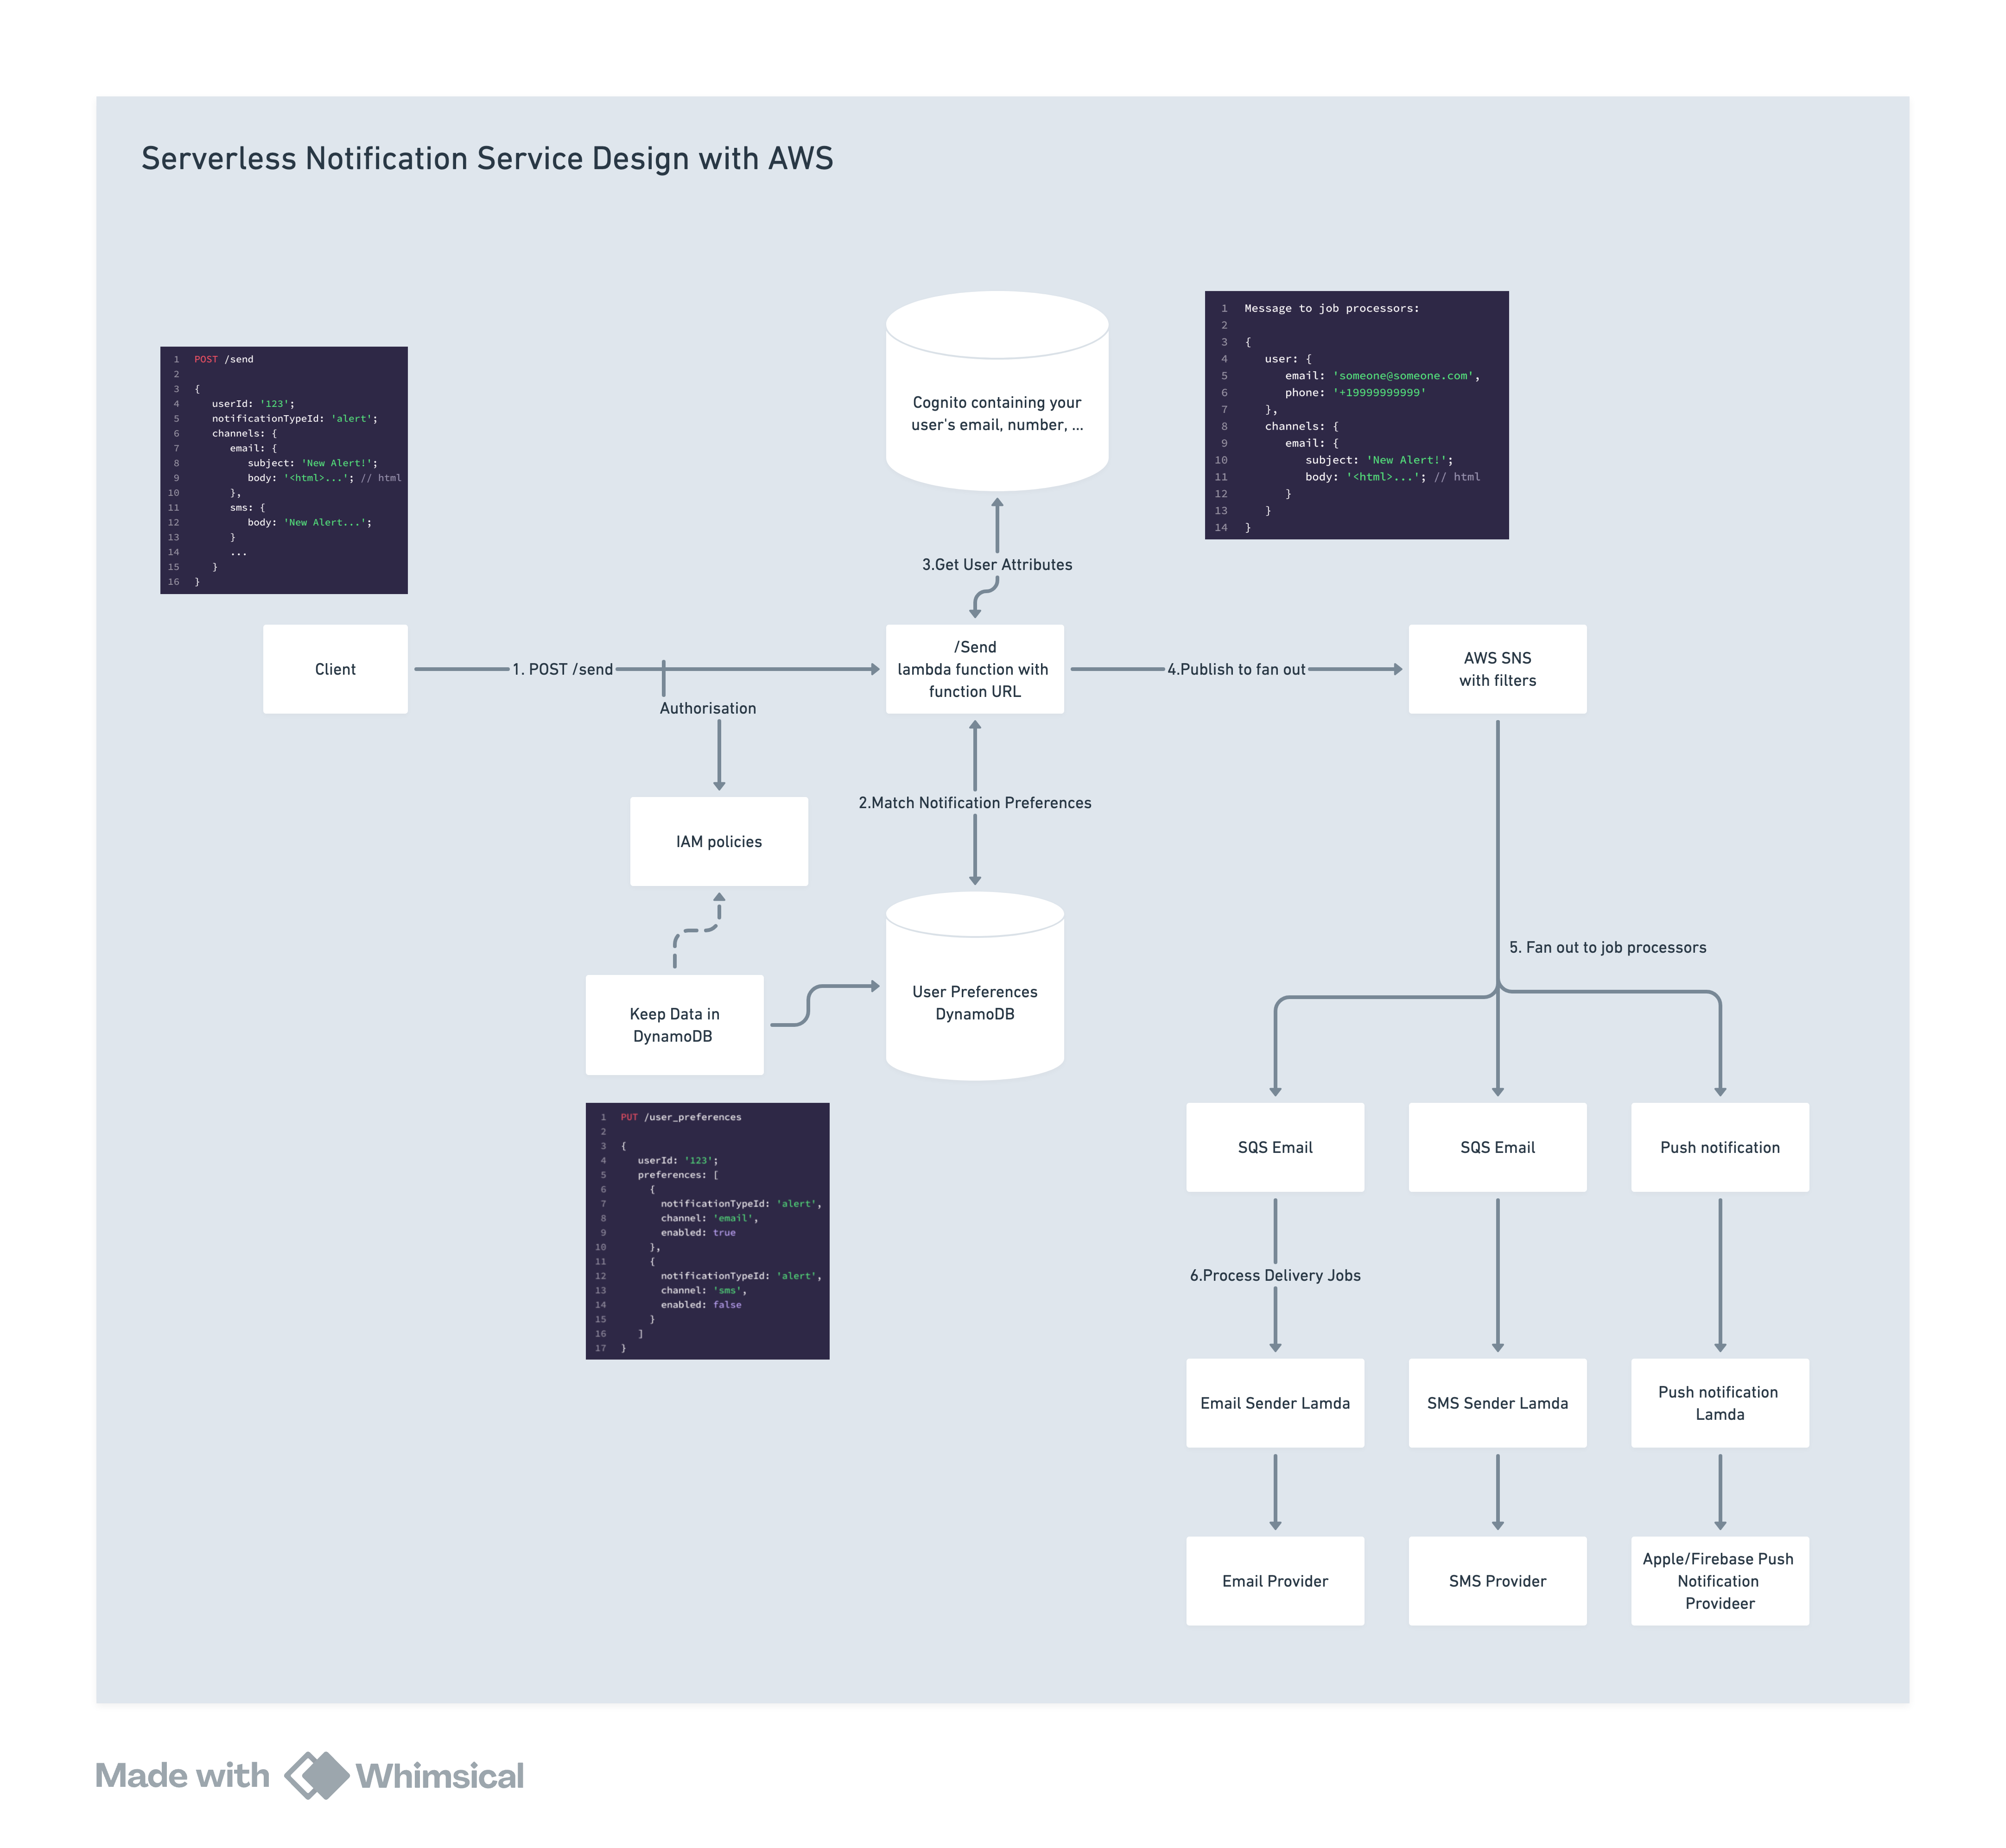 Serverless Notification Service Design with AWS
1 POST /send
2
3 {
4 userId: '123';
5 notificationTypeId: 'alert';
6 channels: {
7 email: {
8 subject: 'New Alert!';
9 body: '<html>...'; // html
10 },
11 sms: {
12 body: 'New Alert...';
13 }
14 ...
15 }
16 }
Cognito containing your
user's email, number, ...
1 Message to job processors:
2
3 {
4 user: {
5 email: 'someone@someone.com',
6 phone: '+19999999999'
7 },
8 channels: {
9 email: {
10 subject: 'New Alert!';
11 body: '<html>...'; // html
12 }
13 }
14 }
3.Get User Attributes
Client
1. POST /send
/Send
lambda function with
function URL
4.Publish to fan out
AWS SNS
with filters
Authorisation
2.Match Notification Preferences
IAM policies
5. Fan out to job processors
Keep Data in
DynamoDB
User Preferences
DynamoDB
1 PUT /user_preferences
2
3 {
4 userId: '123';
5 preferences: [
6 {
7 notificationTypeId: 'alert',
8 channel: 'email',
9 enabled: true
10 },
11 {
12 notificationTypeId: 'alert',
13 channel: 'sms',
14 enabled: false
15 }
16 ]
17 }
SQS Email
SQS Email
Push notification
6.Process Delivery Jobs
Email Sender Lamda
SMS Sender Lamda
Push notification
Lamda
Email Provider
SMS Provider
Apple/Firebase Push
Notification
Provideer
Made with Whimsical